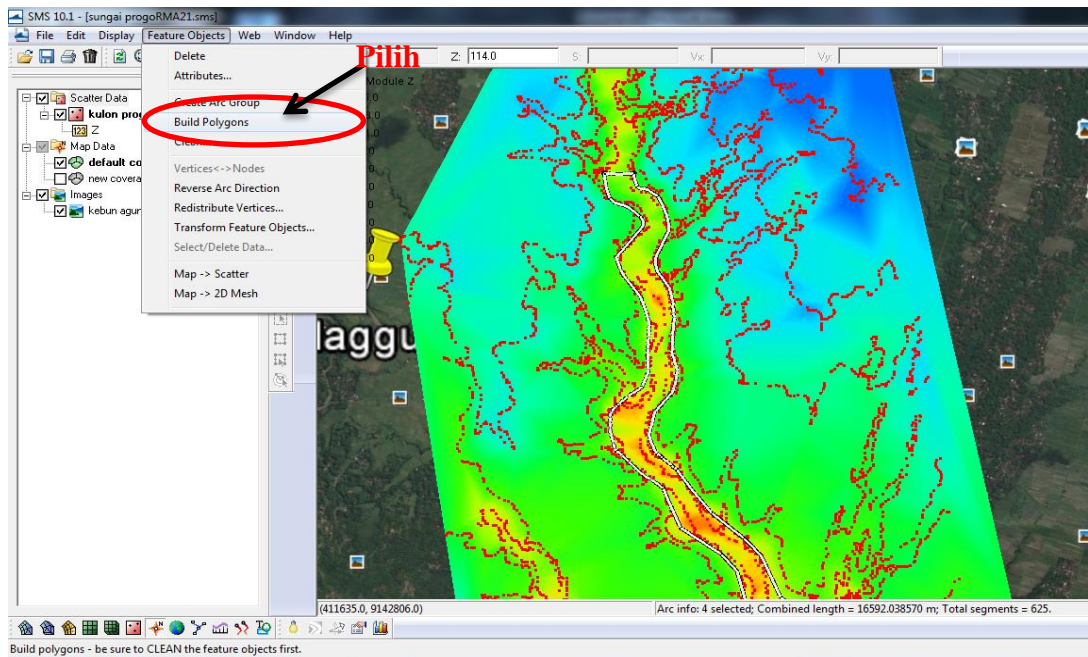 SMS 10.1 - [sungai progoRMA21.sms]
File Edit Display Feature Objects Web Window Help
Pilih
Z: 114.0 S: Vx: Vy:
Delete
Attributes...
Create Arc Group
Build Polygons
Vertices<->Nodes
Reverse Arc Direction
Redistribute Vertices...
Transform Feature Objects...
Select/Delete Data...
Map -> Scatter
Map -> 2D Mesh
Module Z
Scatter Data
kulon prog
Z
Map Data
default co
new covera
Images
kebun agun
laggu
(411635.0, 9142806.0) Arc info: 4 selected; Combined length = 16592.038570 m; Total segments = 625.
Build polygons - be sure to CLEAN the feature objects first.